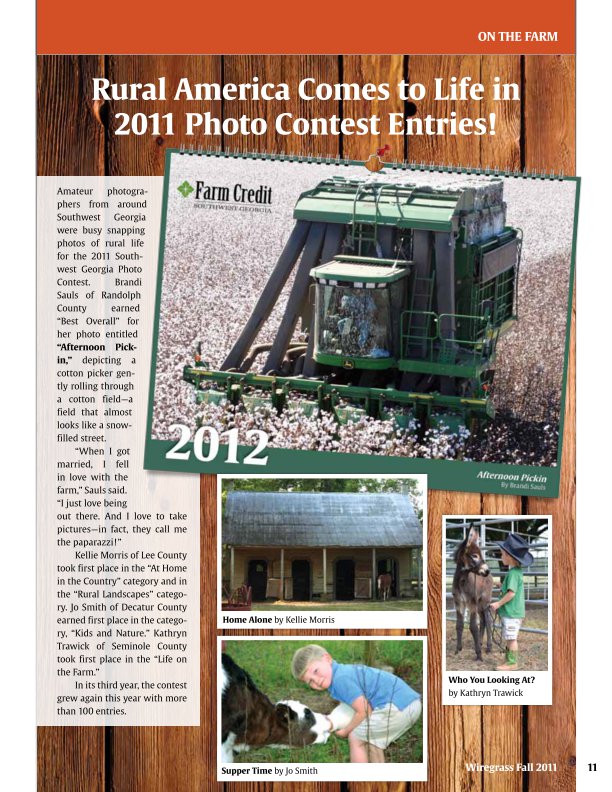 ON THE FARM
Rural America Comes to Life in
2011 Photo Contest Entries!
Amateur photogra-
phers from around
Southwest Georgia
were busy snapping
photos of rural life
for the 2011 South-
west Georgia Photo
Contest. Brandi
Sauls of Randolph
County earned
“Best Overall” for
her photo entitled
“Afternoon Pick-
in,” depicting a
cotton picker gen-
tly rolling through
a cotton field—a
field that almost
looks like a snow-
filled street.
“When I got
married, I fell
in love with the
farm,” Sauls said.
“I just love being
out there. And I love to take
pictures—in fact, they call me
the paparazzi!”
Kellie Morris of Lee County
took first place in the “At Home
in the Country” category and in
the “Rural Landscapes” catego-
ry. Jo Smith of Decatur County
earned first place in the catego-
ry, “Kids and Nature.” Kathryn
Trawick of Seminole County
took first place in the “Life on
the Farm.”
In its third year, the contest
grew again this year with more
than 100 entries.
Farm Credit
SOUTHWEST GEORGIA
2012
Afternoon Pickin
By Brandi Sauls
Home Alone by Kellie Morris
Who You Looking At?
by Kathryn Trawick
Supper Time by Jo Smith
Wiregrass Fall 2011 11